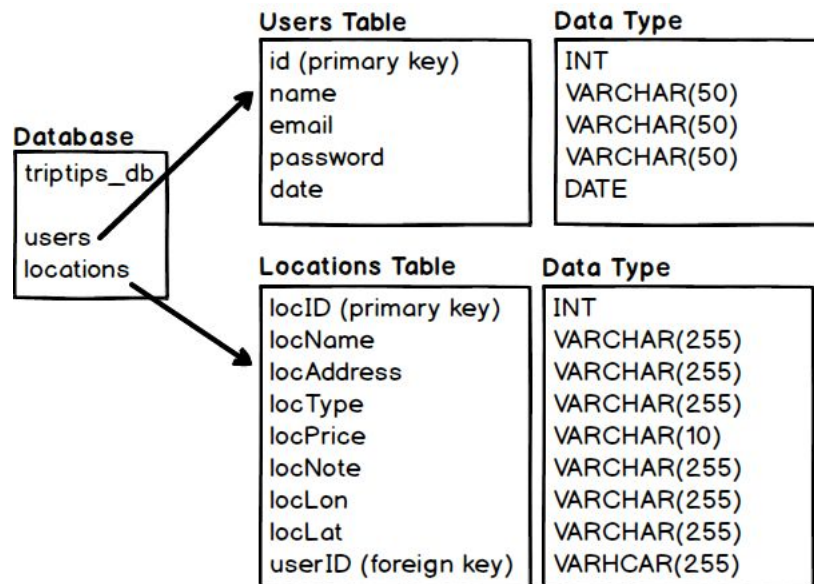 Database
triptips_db
users
locations
Users Table
id (primary key)
name
email
password
date
Data Type
INT
VARCHAR(50)
VARCHAR(50)
VARCHAR(50)
DATE
Locations Table
locID (primary key)
locName
locAddress
locType
locPrice
locNote
locLon
locLat
userID (foreign key)
Data Type
INT
VARCHAR(255)
VARCHAR(255)
VARCHAR(255)
VARCHAR(10)
VARCHAR(255)
VARCHAR(255)
VARCHAR(255)
VARHCAR(255)